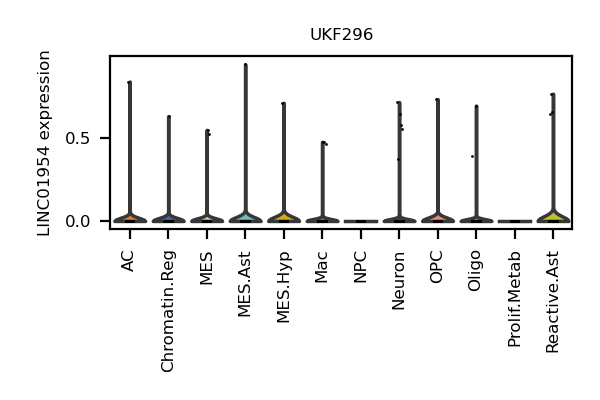 UKF296
LINC01954 expression
0.5
0.0
AC
Chromatin.Reg
MES
MES.Ast
MES.Hyp
Mac
NPC
Neuron
OPC
Oligo
Prolif.Metab
Reactive.Ast